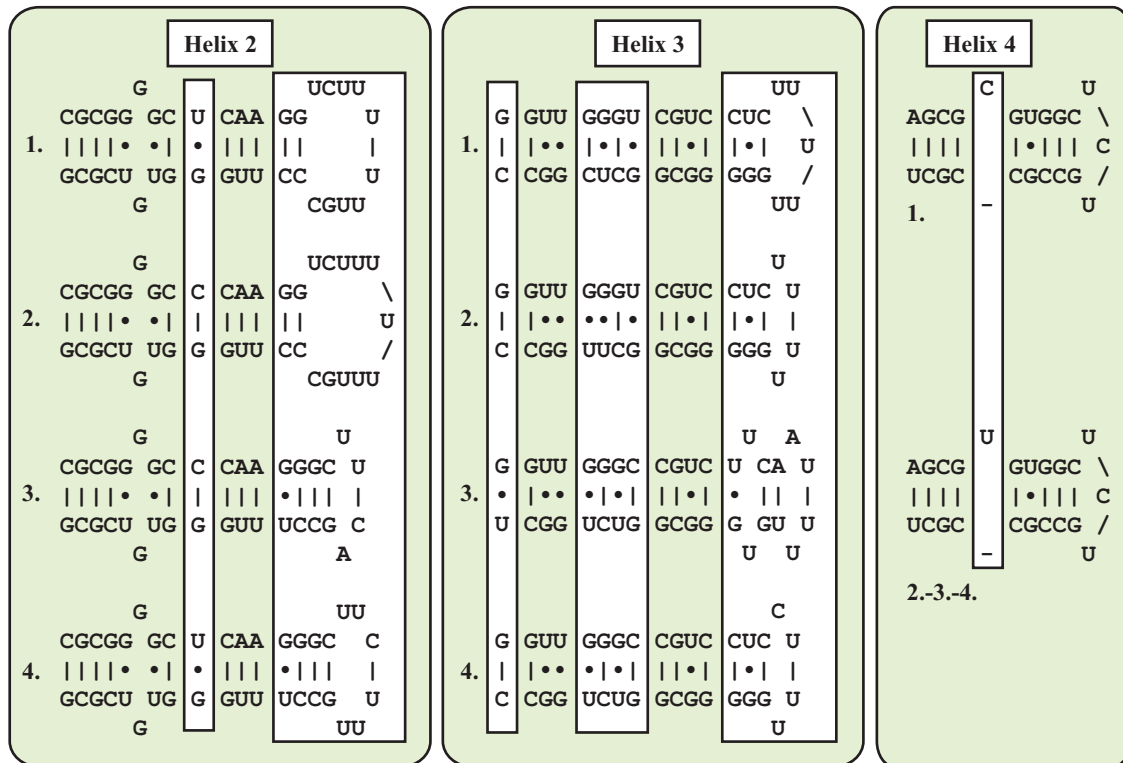 Helix 2
G UCUU
CGCGG GC U CAA GG U
1. ||||• •| • ||| || |
GCGCU UG G GUU CC U
G CGUU
G UCUUU
CGCGG GC C CAA GG \
2. ||||• •| | ||| || U
GCGCU UG G GUU CC /
G CGUUU
G U
CGCGG GC C CAA GGGC U
3. ||||• •| | ||| •||| |
GCGCU UG G GUU UCCG C
G A
G UU
CGCGG GC U CAA GGGC C
4. ||||• •| • ||| •||| |
GCGCU UG G GUU UCCG U
G UU
Helix 3
UU
G GUU GGGU CGUC CUC \
1. | |•• |•|• ||•| |•| U
C CGG CUCG GCGG GGG /
UU
U
G GUU GGGU CGUC CUC U
2. | |•• ••|• ||•| |•| |
C CGG UUCG GCGG GGG U
U
U A
G GUU GGGC CGUC U CA U
3. • |•• •|•| ||•| • || |
U CGG UCUG GCGG G GU U
U U
C
G GUU GGGC CGUC CUC U
4. | |•• •|•| ||•| |•| |
C CGG UCUG GCGG GGG U
U
Helix 4
C U
AGCG GUGGC \
|||| |•||| C
UCGC CGCCG /
1. – U
U U
AGCG GUGGC \
|||| |•||| C
UCGC CGCCG /
– U
2.-3.-4.